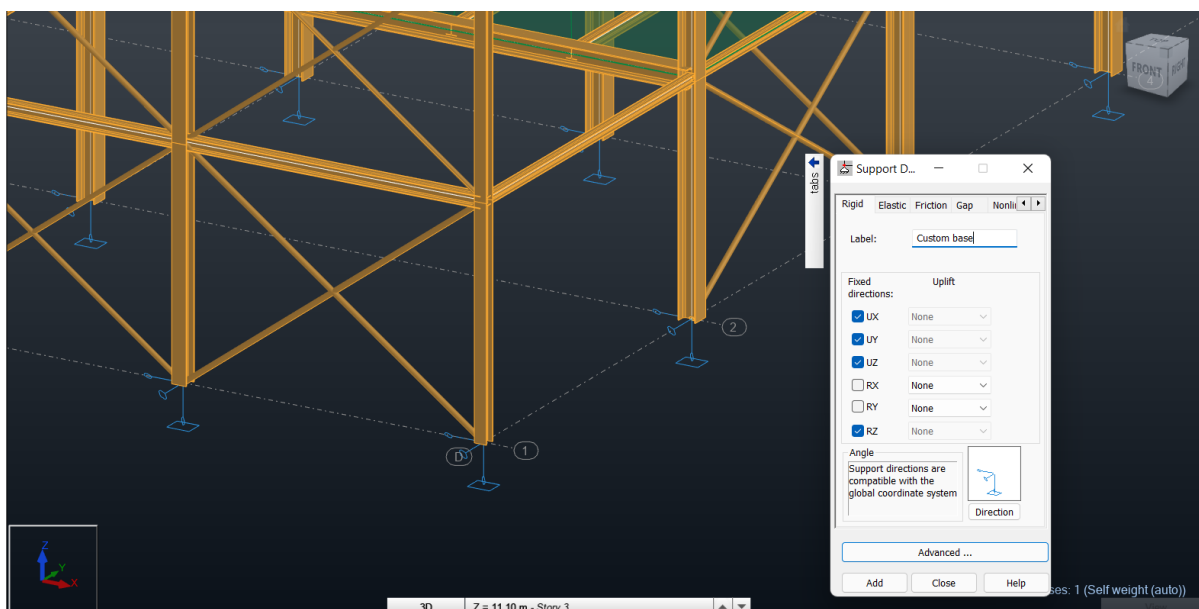 FRONT
RIGHT
tabs
2
1
D
Support D...
Rigid
Elastic
Friction
Gap
Label:
Custom base
Fixed directions:
Uplift
UX
None
UY
None
UZ
None
RX
None
RY
None
RZ
None
Angle
Support directions are
compatible with the
global coordinate system
Direction
Advanced ...
Add
Close
Help
Z
Y
X
3D
Z = 11,10 m - Story 3
ses: 1 (Self weight (auto))